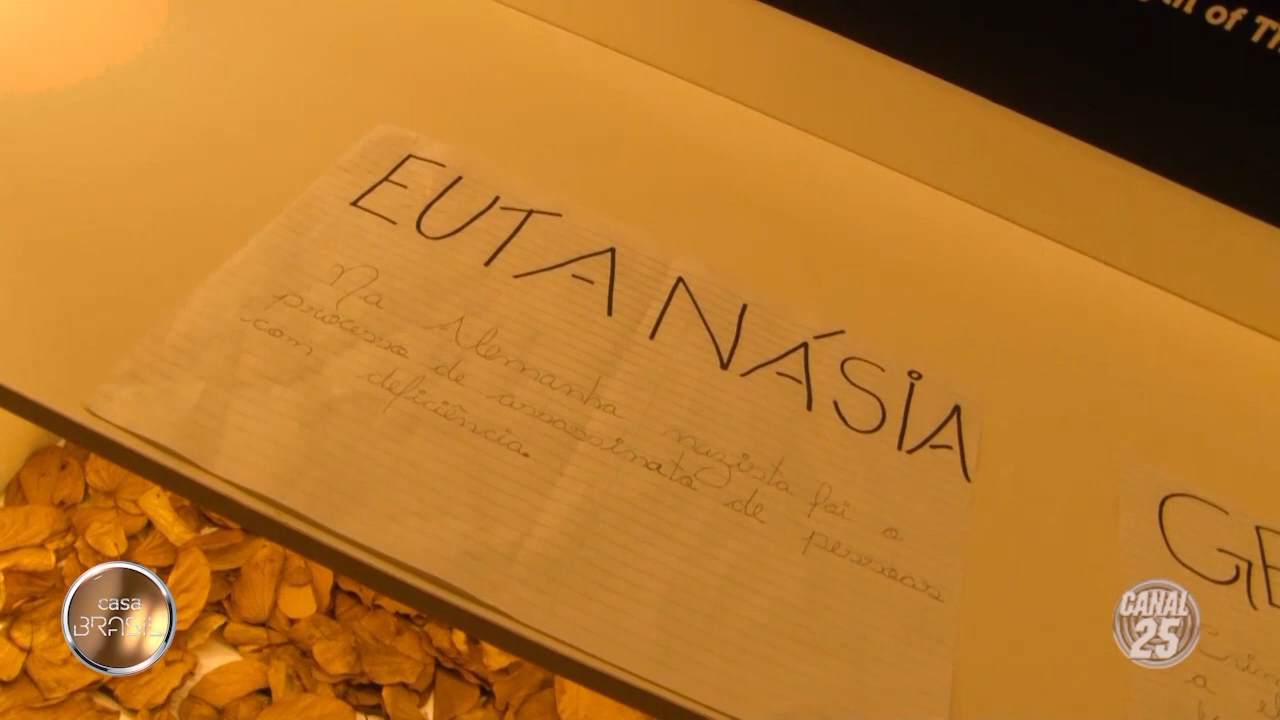 an of Th
EUTANÁSIA
Na Alemanha nazista foi o
processo de assassinato de pessoas
com deficiência.
GE
a
casa
BRASIL
CANAL
25